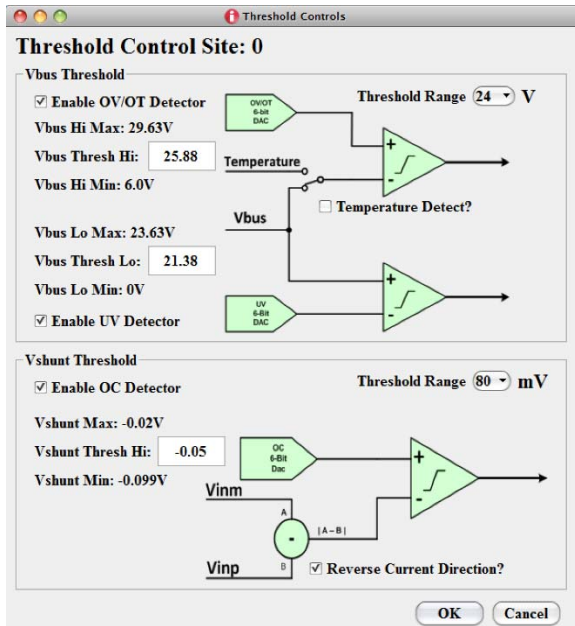 Threshold Controls
Threshold Control Site: 0
Vbus Threshold
Enable OV/OT Detector
OV/OT
6-bit
DAC
Threshold Range 24 V
Vbus Hi Max: 29.63V
+
Vbus Thresh Hi: 25.88
Temperature
-
Vbus Hi Min: 6.0V
Temperature Detect?
Vbus
Vbus Lo Max: 23.63V
Vbus Thresh Lo: 21.38
+
Vbus Lo Min: 0V
UV
6-Bit
DAC
-
Enable UV Detector
Vshunt Threshold
Enable OC Detector
Threshold Range 80 mV
Vshunt Max: -0.02V
Vshunt Thresh Hi: -0.05
OC
6-Bit
Dac
+
Vshunt Min: -0.099V
-
Vinm
A
-
|A-B|
B
Vinp
Reverse Current Direction?
OK Cancel